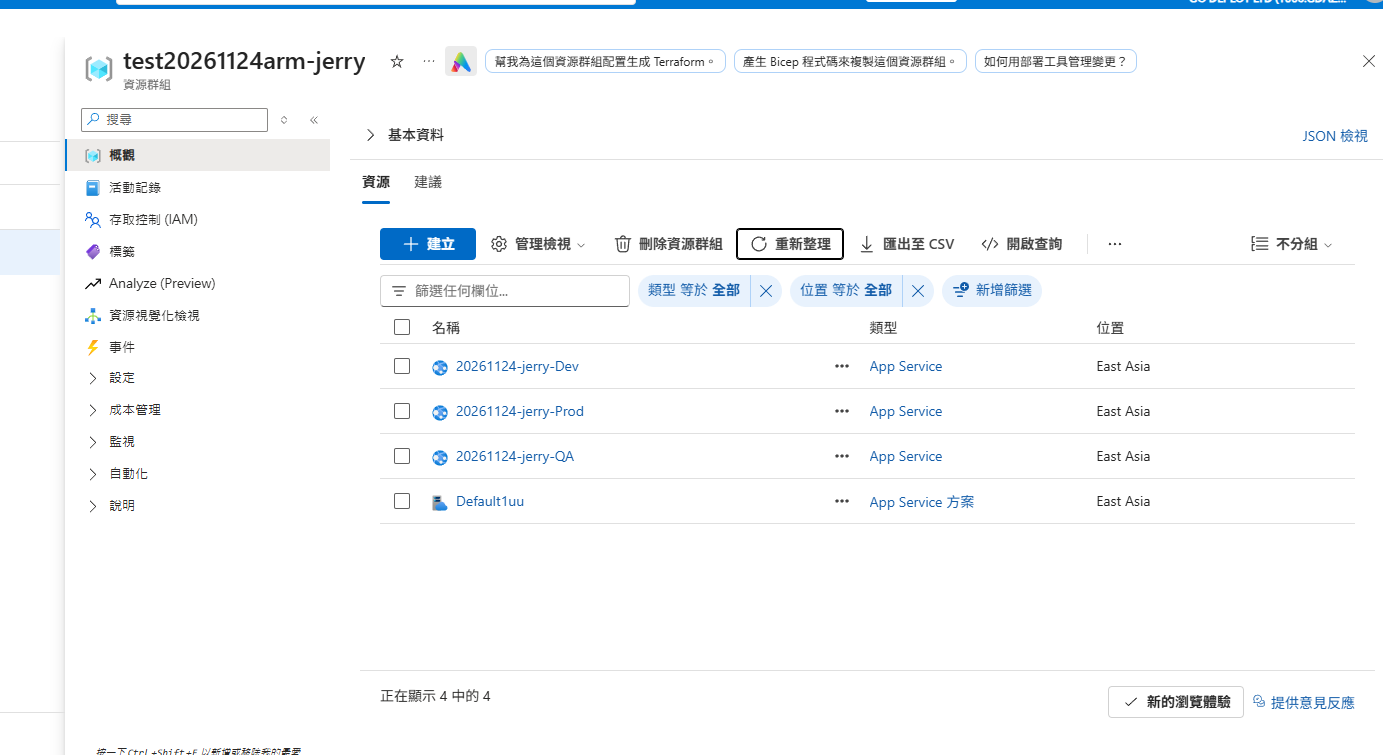 test20261124arm-jerry
幫我為這個資源群組配置生成 Terraform。
產生 Bicep 程式碼來複製這個資源群組。
如何用部署工具管理變更？
資源群組
搜尋
概觀
活動記錄
存取控制 (IAM)
標籤
Analyze (Preview)
資源視覺化檢視
事件
設定
成本管理
監視
自動化
說明
基本資料
JSON 檢視
資源 建議
建立 管理檢視 刪除資源群組 重新整理 匯出至 CSV 開啟查詢 不分組
篩選任何欄位... 類型 等於 全部 位置 等於 全部 新增篩選
名稱 類型 位置
20261124-jerry-Dev App Service East Asia
20261124-jerry-Prod App Service East Asia
20261124-jerry-QA App Service East Asia
Default1uu App Service 方案 East Asia
正在顯示 4 中的 4
新的瀏覽體驗 提供意見反應